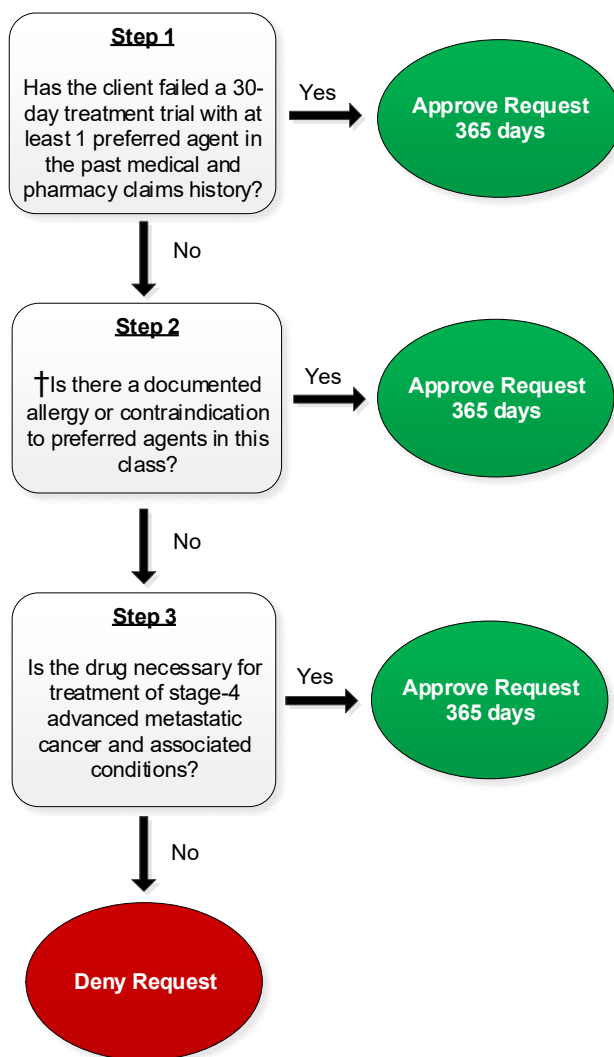 Step 1
Has the client failed a 30-
day treatment trial with at
least 1 preferred agent in
the past medical and
pharmacy claims history?
Yes
Approve Request
365 days
No
Step 2
†Is there a documented
allergy or contraindication
to preferred agents in this
class?
Yes
Approve Request
365 days
No
Step 3
Is the drug necessary for
treatment of stage-4
advanced metastatic
cancer and associated
conditions?
Yes
Approve Request
365 days
No
Deny Request